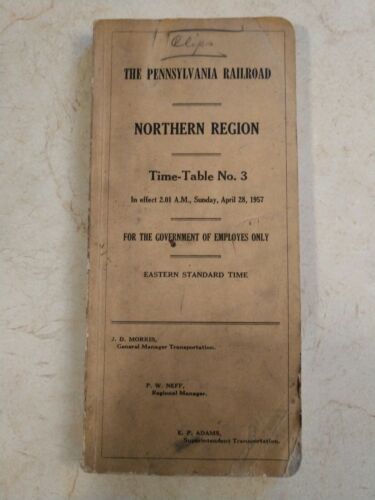 Clips
THE PENNSYLVANIA RAILROAD
NORTHERN REGION
Time-Table No. 3
In effect 2.01 A.M., Sunday, April 28, 1957
FOR THE GOVERNMENT OF EMPLOYES ONLY
EASTERN STANDARD TIME
J. D. MORRIS,
General Manager Transportation.
P. W. NEFF,
Regional Manager.
E. P. ADAMS,
Superintendent Transportation.